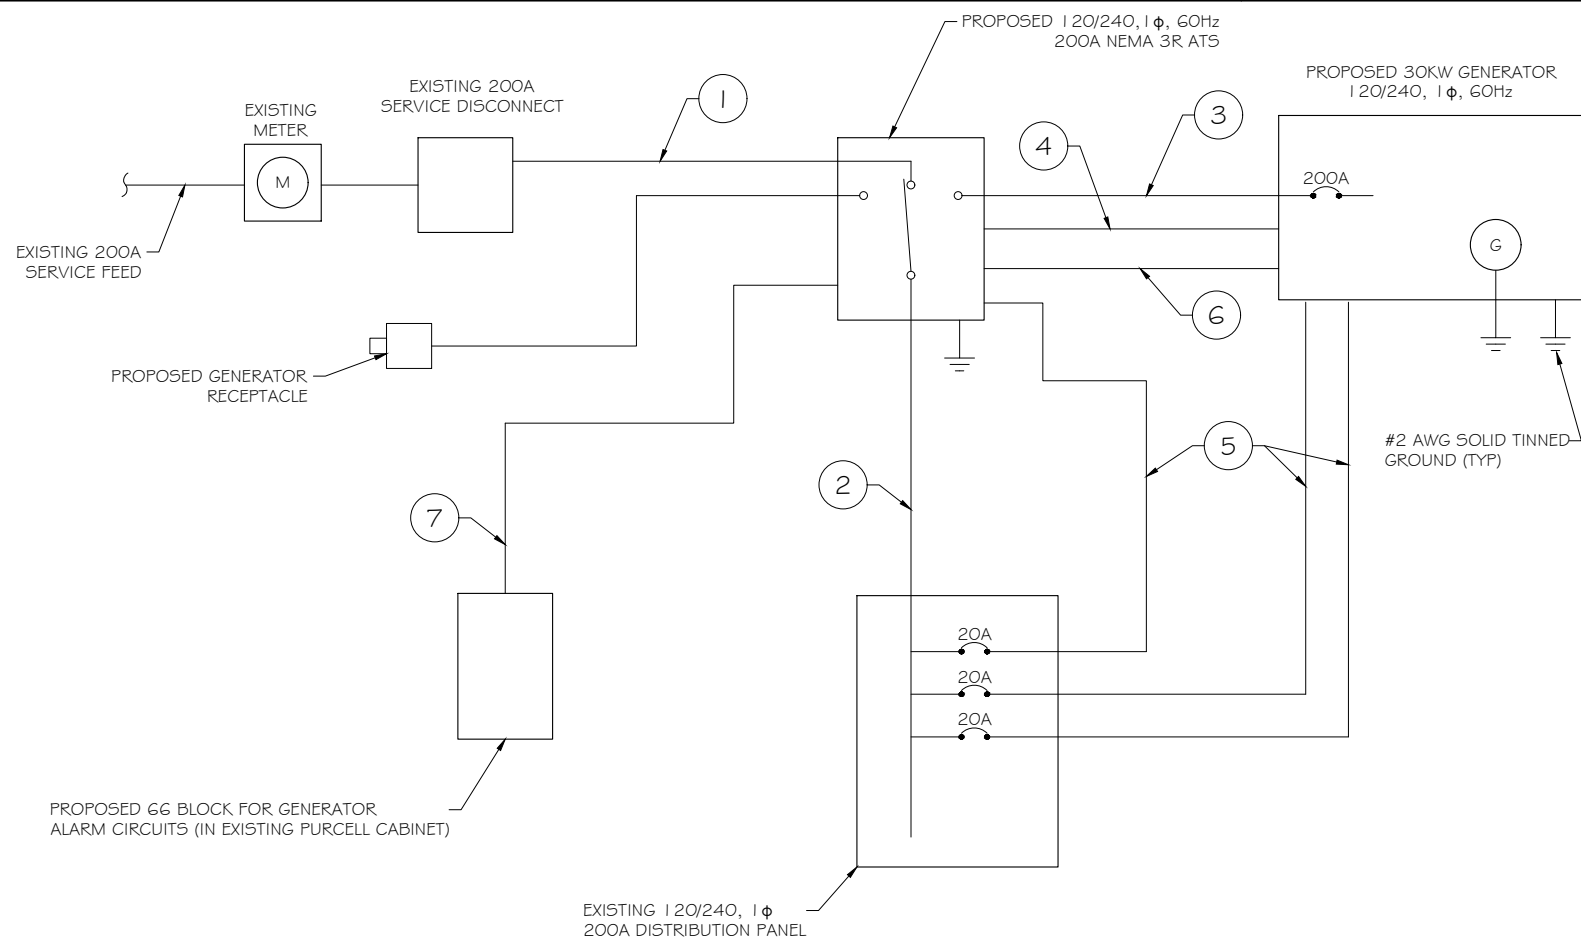 PROPOSED 120/240, 1ϕ, 60Hz
200A NEMA 3R ATS
PROPOSED 30KW GENERATOR
120/240, 1ϕ, 60Hz
EXISTING 200A
SERVICE DISCONNECT
EXISTING
METER
1
3
4
M
200A
EXISTING 200A
SERVICE FEED
G
6
PROPOSED GENERATOR
RECEPTACLE
#2 AWG SOLID TINNED
GROUND (TYP)
5
2
7
20A
20A
20A
PROPOSED 66 BLOCK FOR GENERATOR
ALARM CIRCUITS (IN EXISTING PURCELL CABINET)
EXISTING 120/240, 1ϕ
200A DISTRIBUTION PANEL